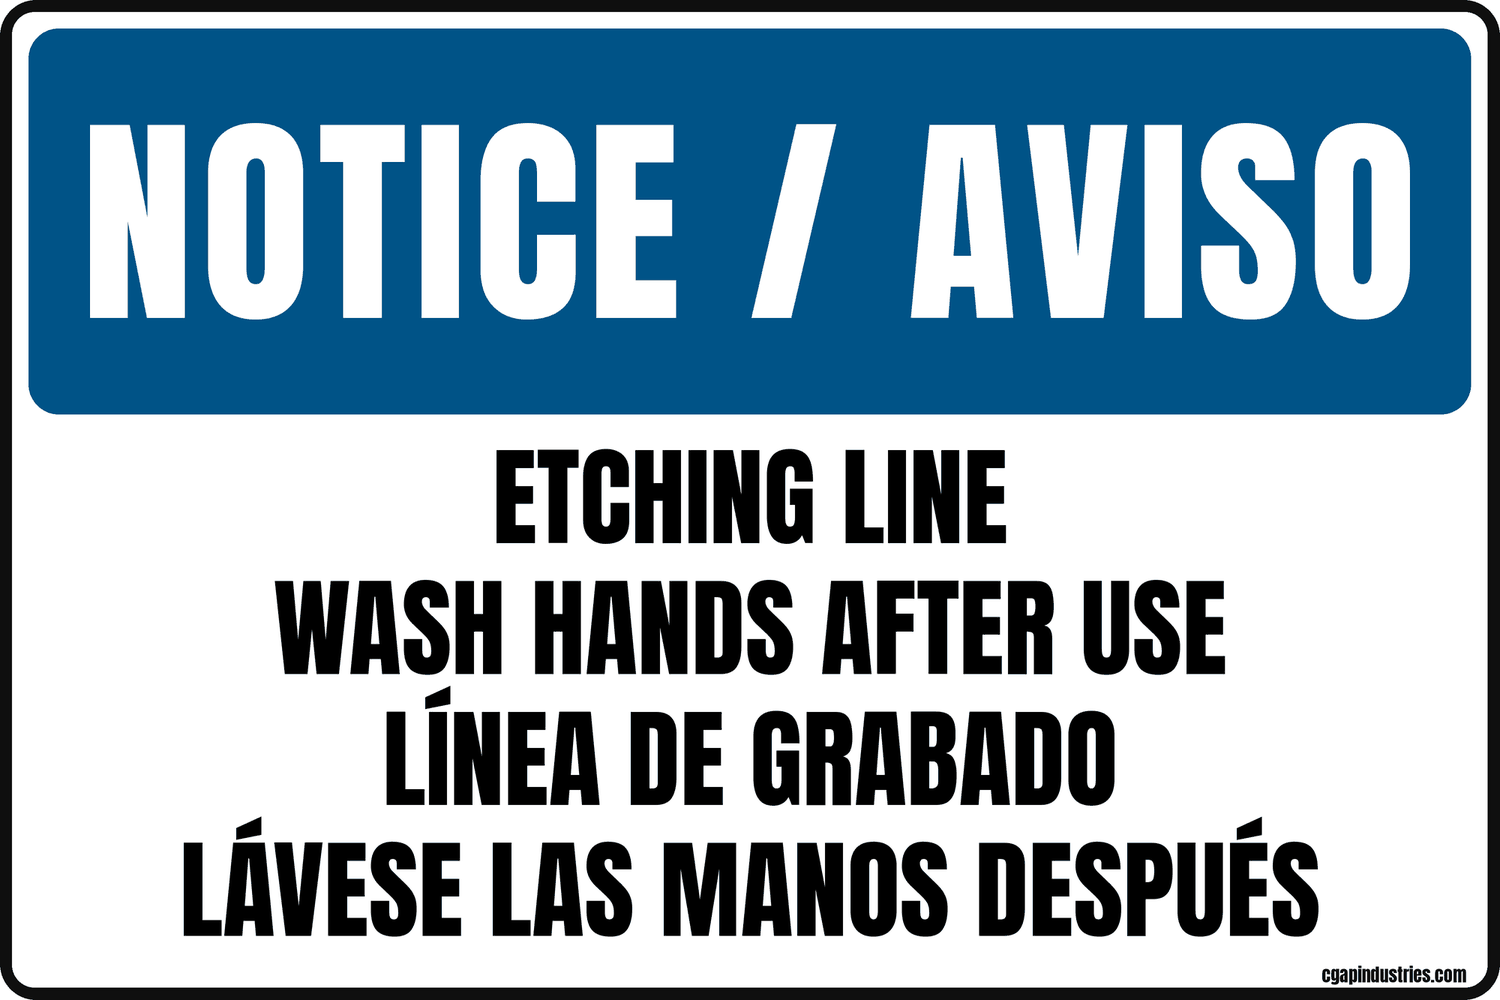 NOTICE / AVISO
ETCHING LINE
WASH HANDS AFTER USE
LÍNEA DE GRABADO
LÁVESE LAS MANOS DESPUÉS
cgapindustries.com